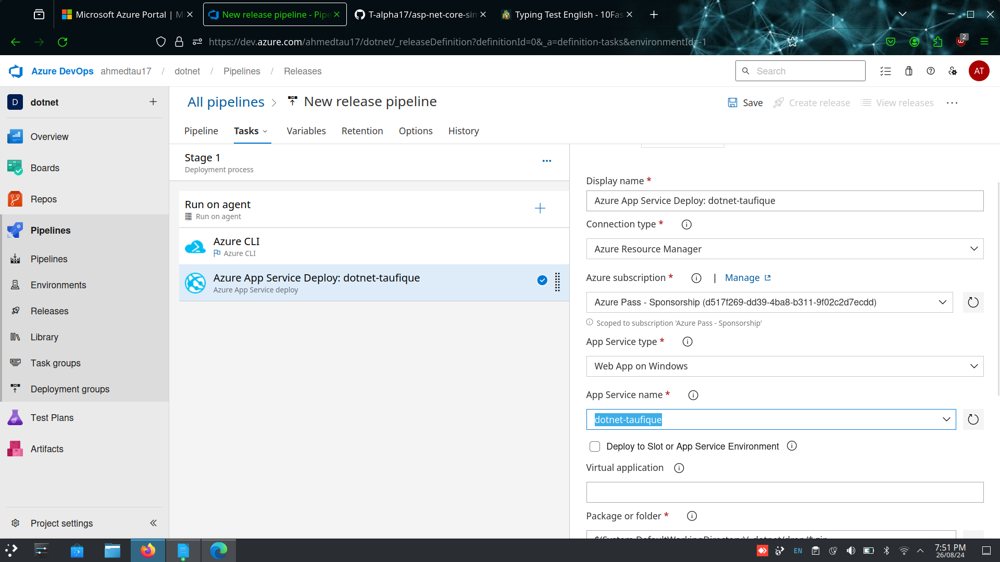 Microsoft Azure Portal | M
New release pipeline - Pipe
T-alpha17/asp-net-core-sim
Typing Test English - 10Fas
https://dev.azure.com/ahmedtau17/dotnet/_releaseDefinition?definitionId=0&_a=definition-tasks&environmentId=-1
2
Azure DevOps
ahmedtau17
/
dotnet
/
Pipelines
/
Releases
Search
AT
D
dotnet
Overview
Boards
Repos
Pipelines
Pipelines
Environments
Releases
Library
Task groups
Deployment groups
Test Plans
Artifacts
Project settings
All pipelines
New release pipeline
Save
Create release
View releases
Pipeline
Tasks
Variables
Retention
Options
History
Stage 1
Deployment process
Run on agent
Run on agent
Azure CLI
Azure CLI
Azure App Service Deploy: dotnet-taufique
Azure App Service deploy
Display name *
Azure App Service Deploy: dotnet-taufique
Connection type *
Azure Resource Manager
Azure subscription *
|
Manage
Azure Pass - Sponsorship (d517f269-dd39-4ba8-b311-9f02c2d7ecdd)
Scoped to subscription 'Azure Pass - Sponsorship'
App Service type *
Web App on Windows
App Service name *
dotnet-taufique
Deploy to Slot or App Service Environment
Virtual application
Package or folder *
$(System.DefaultWorkingDirectory)/_dotnet/drop/*.zip
EN
7:51 PM
26/08/24